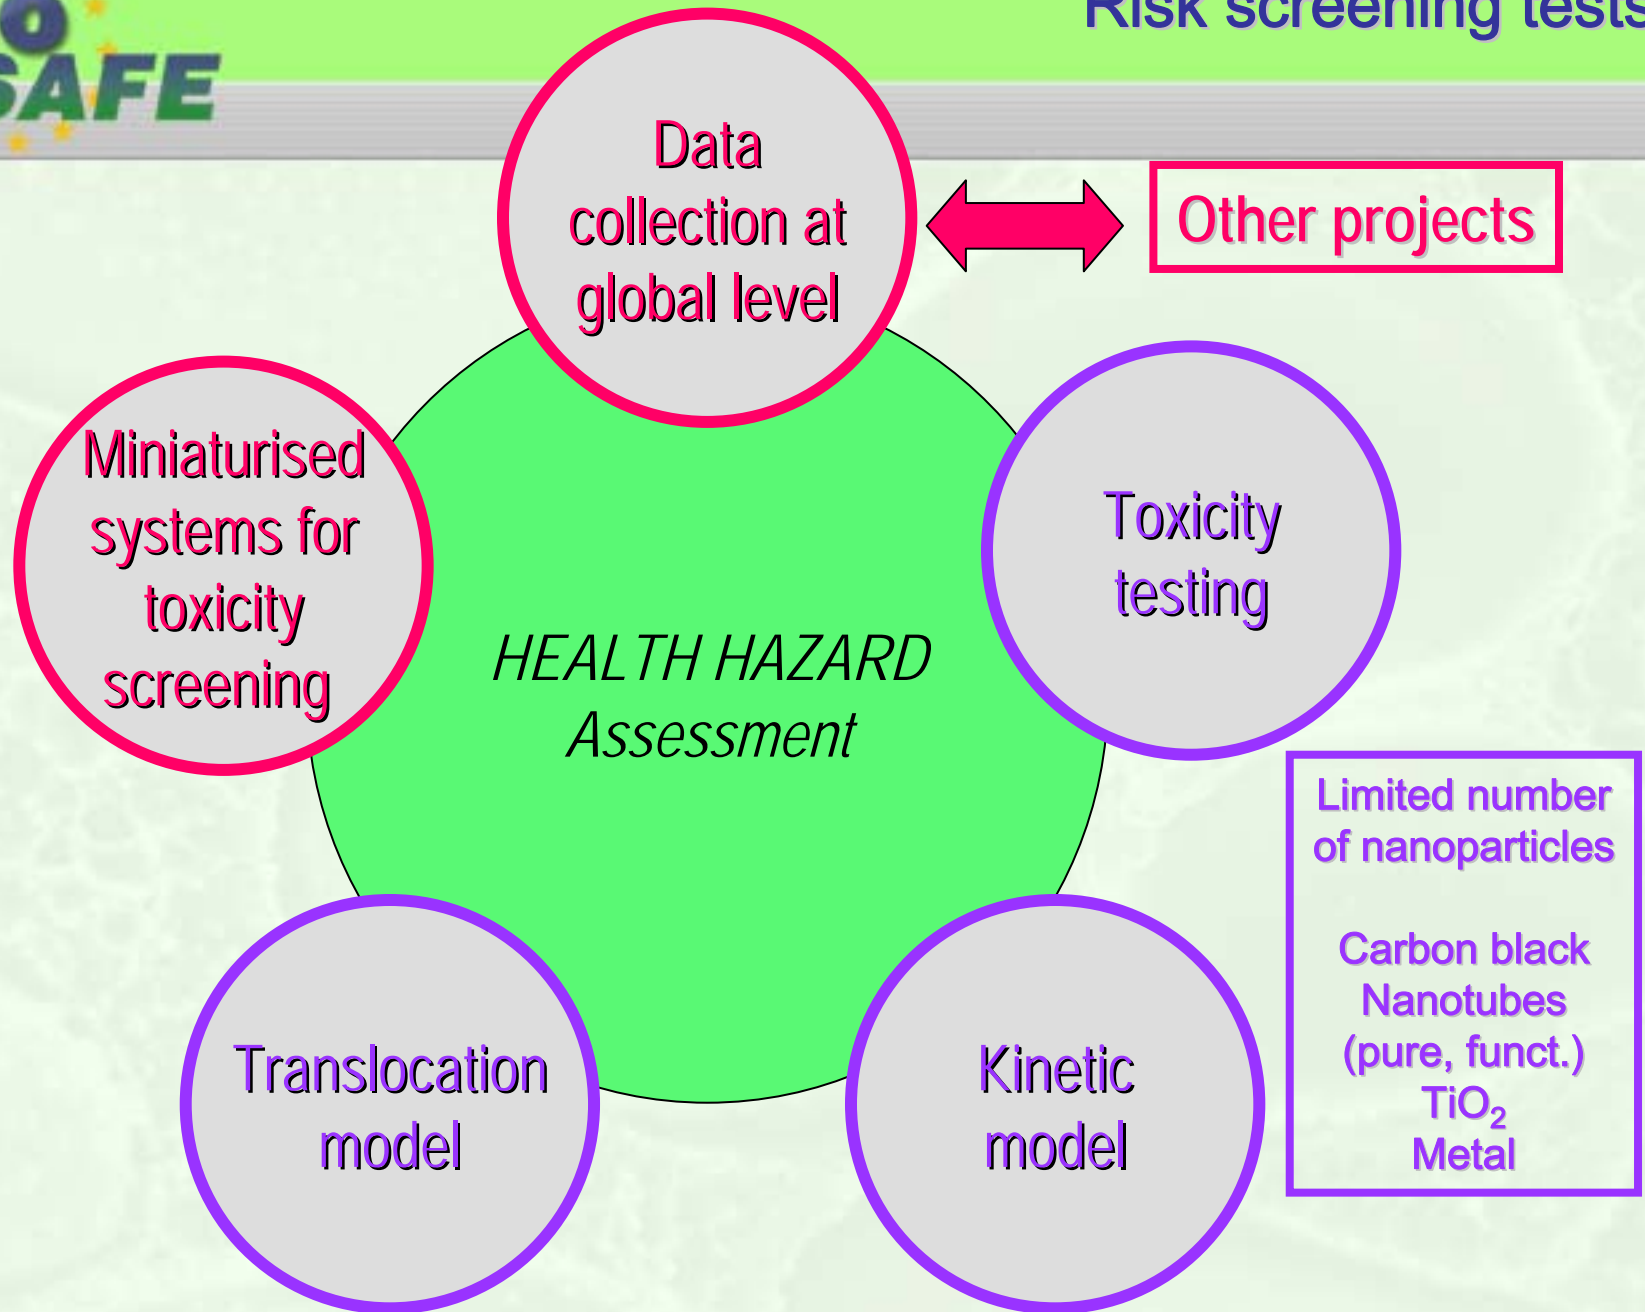 Risk screening tests
O
SAFE
Data
collection at
global level
Other projects
Miniaturised
systems for
toxicity
screening
Toxicity
testing
HEALTH HAZARD
Assessment
Limited number
of nanoparticles
Carbon black
Nanotubes
(pure, funct.)
TiO₂
Metal
Translocation
model
Kinetic
model